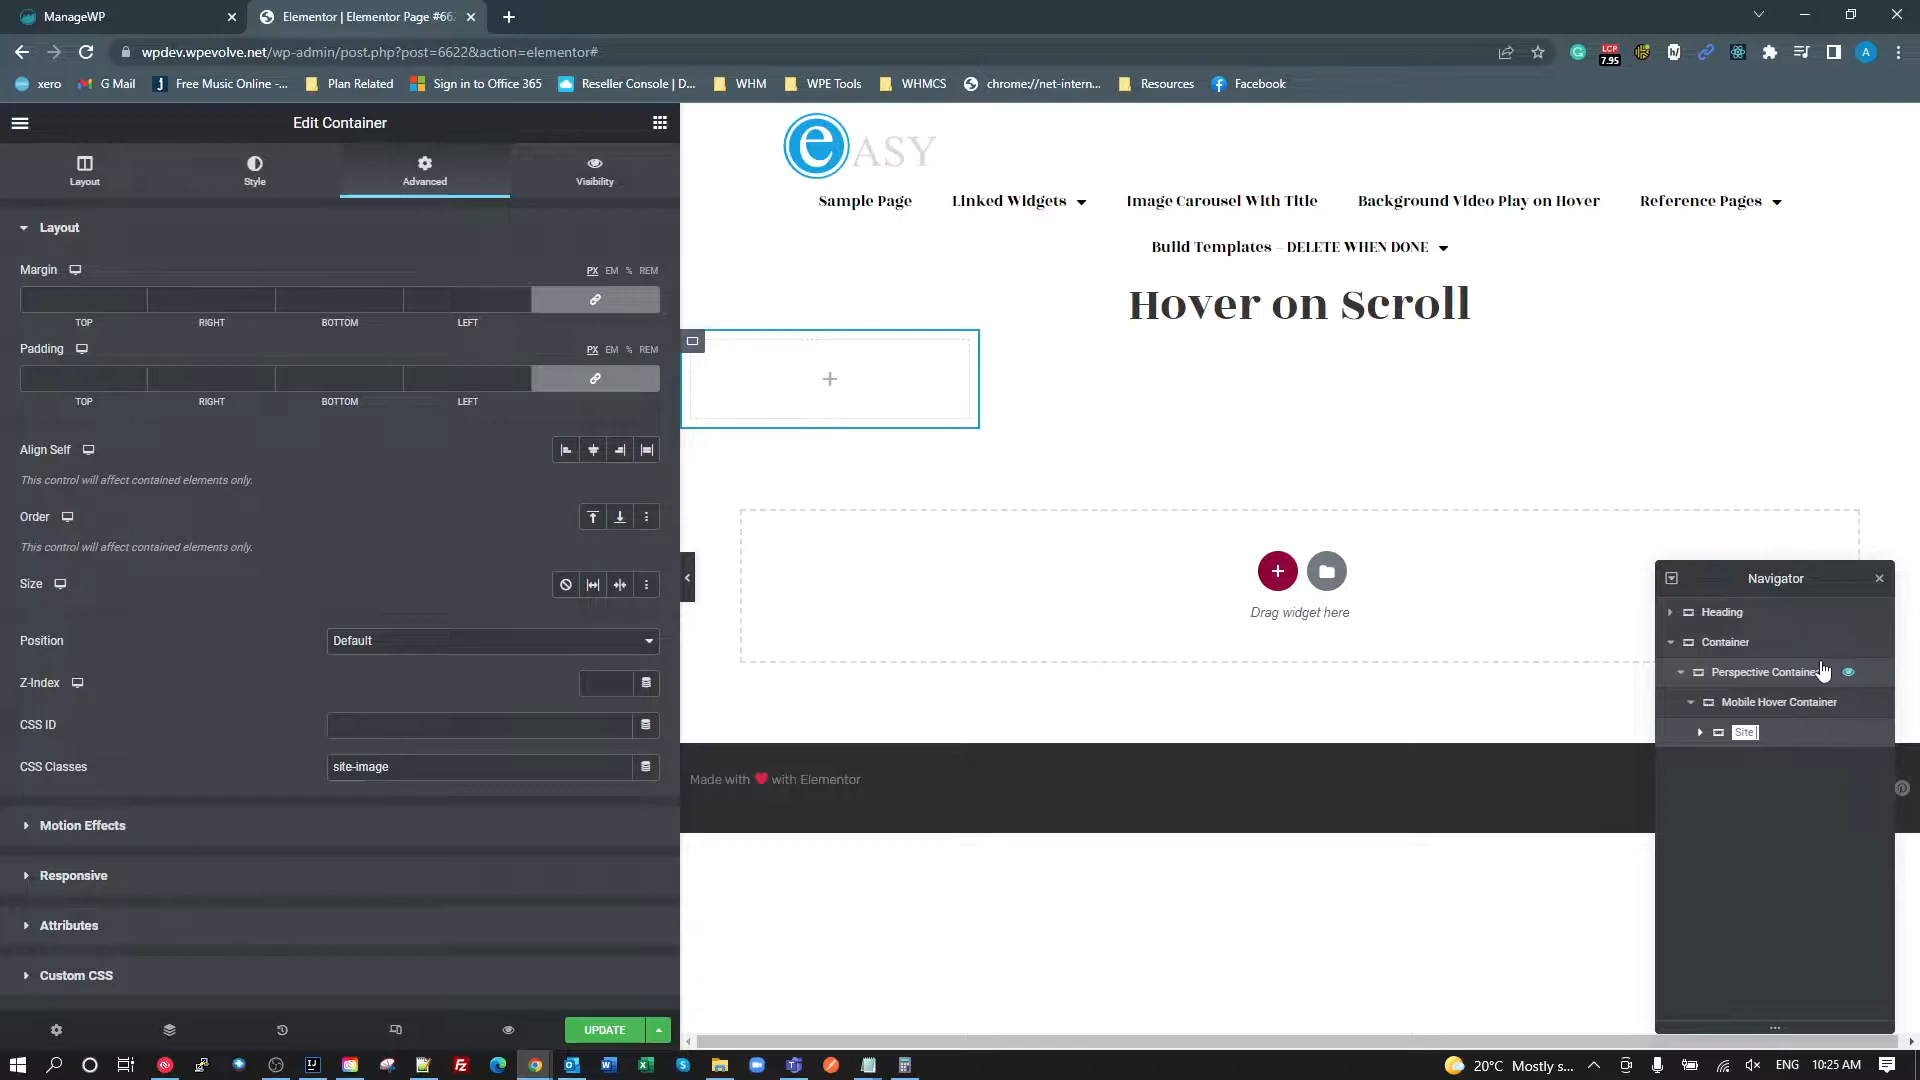 ManageWP
Elementor | Elementor Page #66
wpdev.wpevolve.net/wp-admin/post.php?post=6622&action=elementor#
LCP
7.95
A
xero
G Mail
Free Music Online -...
Plan Related
Sign in to Office 365
Reseller Console | D...
WHM
WPE Tools
WHMCS
chrome://net-intern...
Resources
Facebook
Edit Container
Layout
Style
Advanced
Visibility
Layout
Margin
PX EM % REM
TOP RIGHT BOTTOM LEFT
Padding
PX EM % REM
TOP RIGHT BOTTOM LEFT
Align Self
This control will affect contained elements only.
Order
This control will affect contained elements only.
Size
Position
Default
Z-Index
CSS ID
CSS Classes
site-image
Motion Effects
Responsive
Attributes
Custom CSS
UPDATE
eASY
Sample Page
Linked Widgets
Image Carousel With Title
Background Video Play on Hover
Reference Pages
Build Templates – DELETE WHEN DONE
Hover on Scroll
Drag widget here
Made with ❤ with Elementor
Navigator
Heading
Container
Perspective Container
Mobile Hover Container
Site
20°C Mostly s...
ENG
10:25 AM